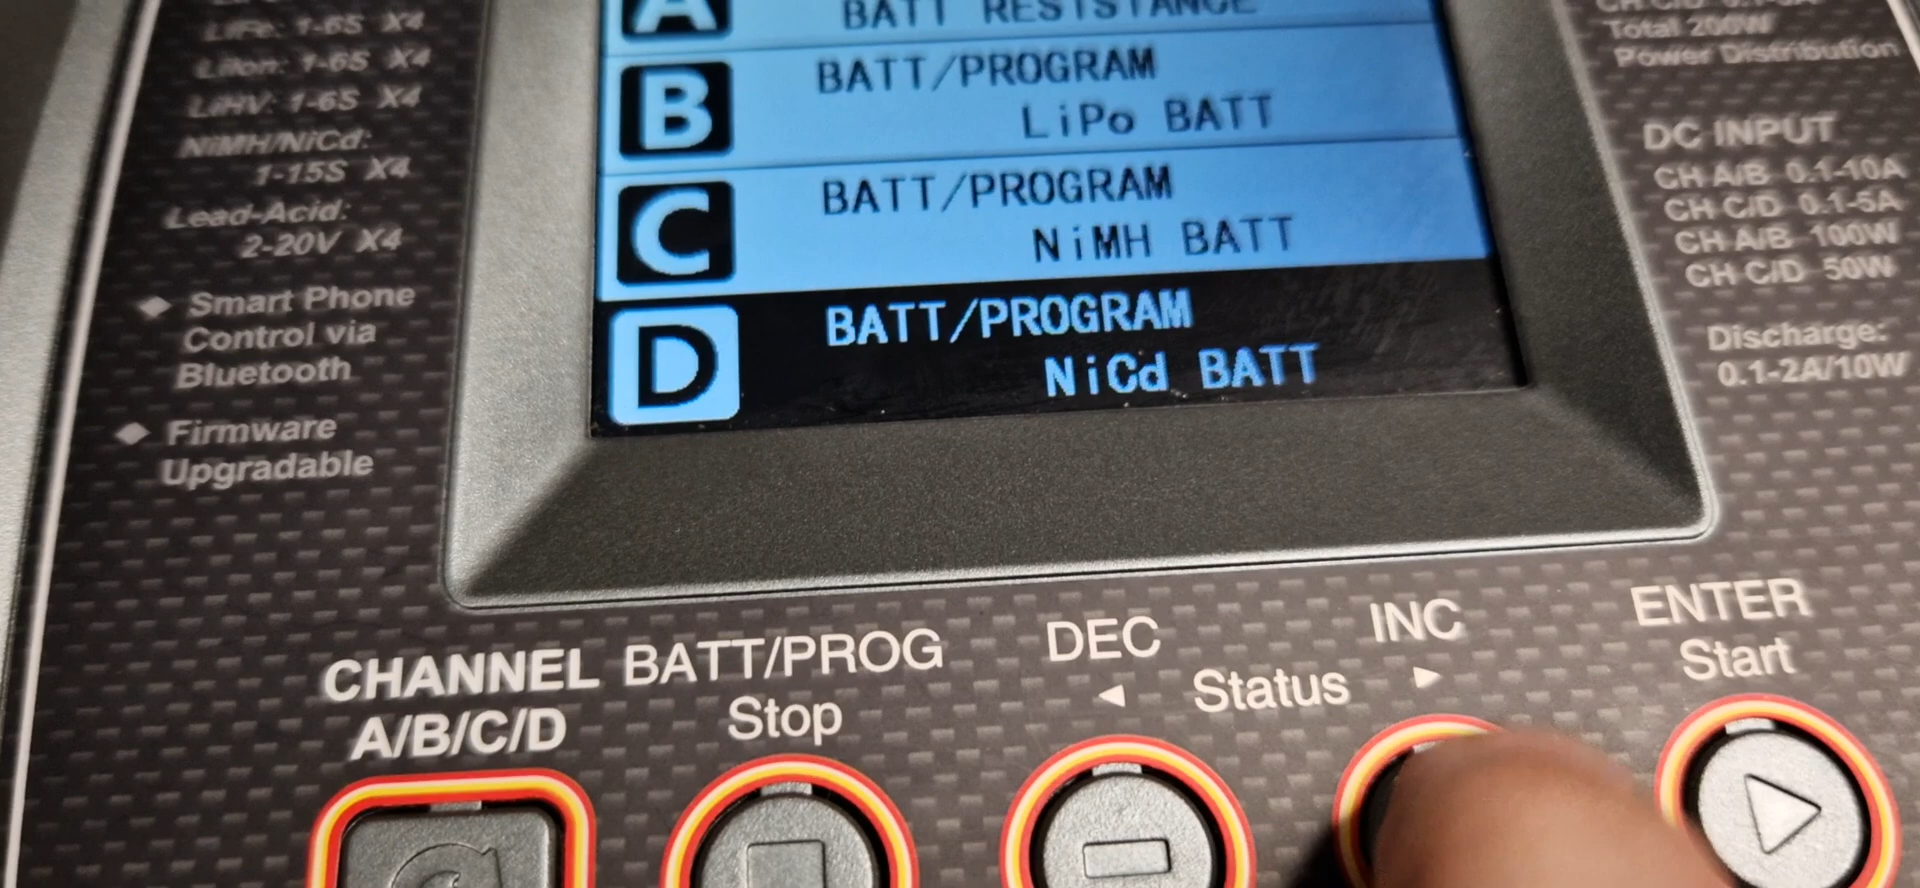 LiFe: 1-6S X4
LiIon: 1-6S X4
LiHV: 1-6S X4
NiMH/NiCd:
1-15S X4
Lead-Acid:
2-20V X4
Smart Phone
Control via
Bluetooth
Firmware
Upgradable
A
BATT RESISTANCE
B
BATT/PROGRAM
LiPo BATT
C
BATT/PROGRAM
NiMH BATT
D
BATT/PROGRAM
NiCd BATT
Total 200W
Power Distribution
DC INPUT
CH A/B 0.1-10A
CH C/D 0.1-5A
CH A/B 100W
CH C/D 50W
Discharge:
0.1-2A/10W
CHANNEL
A/B/C/D
BATT/PROG
Stop
DEC
◄ Status ►
INC
ENTER
Start